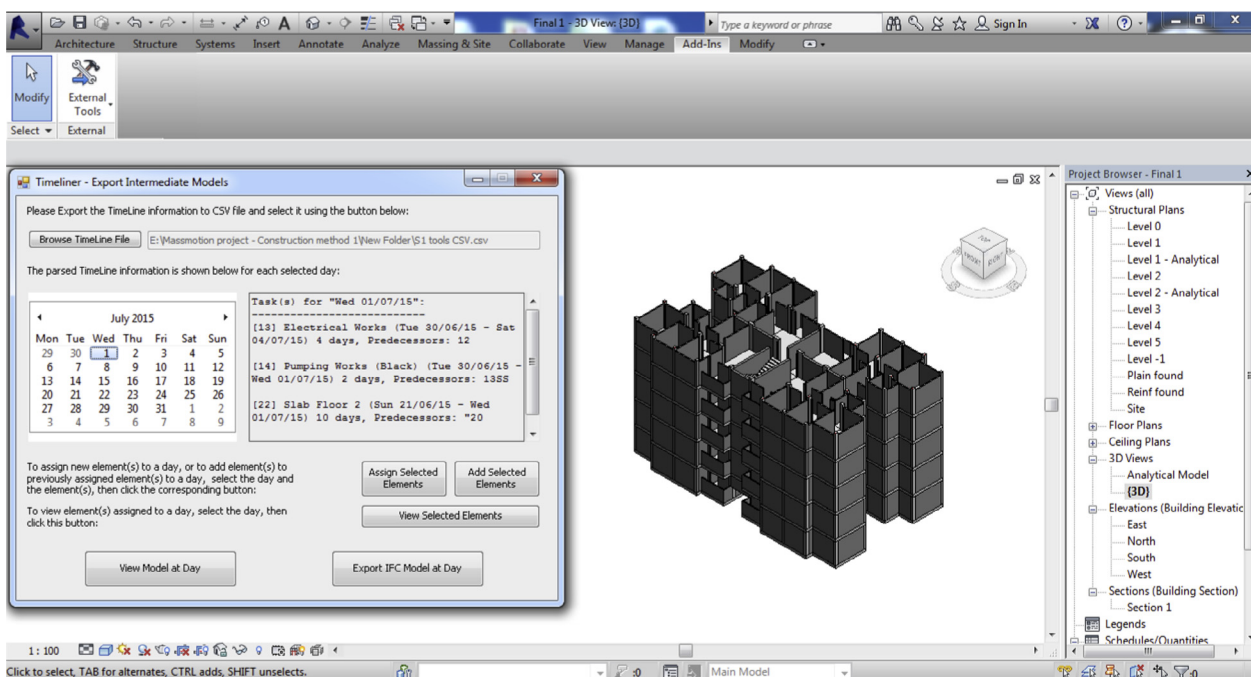 Final 1 - 3D View: {3D}
Type a keyword or phrase
Sign In
Architecture Structure Systems Insert Annotate Analyze Massing & Site Collaborate View Manage Add-Ins Modify
Modify
External Tools
Select External
Timeliner - Export Intermediate Models
Please Export the TimeLine information to CSV file and select it using the button below:
Browse TimeLine File E:\Massmotion project - Construction method 1\New Folder\S1 tools CSV.csv
The parsed TimeLine information is shown below for each selected day:
July 2015
Mon Tue Wed Thu Fri Sat Sun
29 30 1 2 3 4 5
6 7 8 9 10 11 12
13 14 15 16 17 18 19
20 21 22 23 24 25 26
27 28 29 30 31 1 2
3 4 5 6 7 8 9
Task(s) for "Wed 01/07/15":
---------------------------
[13] Electrical Works (Tue 30/06/15 - Sat
04/07/15) 4 days, Predecessors: 12
[14] Pumping Works (Black) (Tue 30/06/15 -
Wed 01/07/15) 2 days, Predecessors: 13SS
[22] Slab Floor 2 (Sun 21/06/15 - Wed
01/07/15) 10 days, Predecessors: "20
To assign new element(s) to a day, or to add element(s) to
previously assigned element(s) to a day, select the day and
the element(s), then click the corresponding button:
Assign Selected
Elements
Add Selected
Elements
To view element(s) assigned to a day, select the day, then
click this button:
View Selected Elements
View Model at Day
Export IFC Model at Day
TOP
FRONT
RIGHT
Project Browser - Final 1
Views (all)
Structural Plans
Level 0
Level 1
Level 1 - Analytical
Level 2
Level 2 - Analytical
Level 3
Level 4
Level 5
Level -1
Plain found
Reinf found
Site
Floor Plans
Ceiling Plans
3D Views
Analytical Model
{3D}
Elevations (Building Elevatic
East
North
South
West
Sections (Building Section)
Section 1
Legends
Schedules/Quantities
1 : 100
Click to select, TAB for alternates, CTRL adds, SHIFT unselects.
:0
Main Model
:0